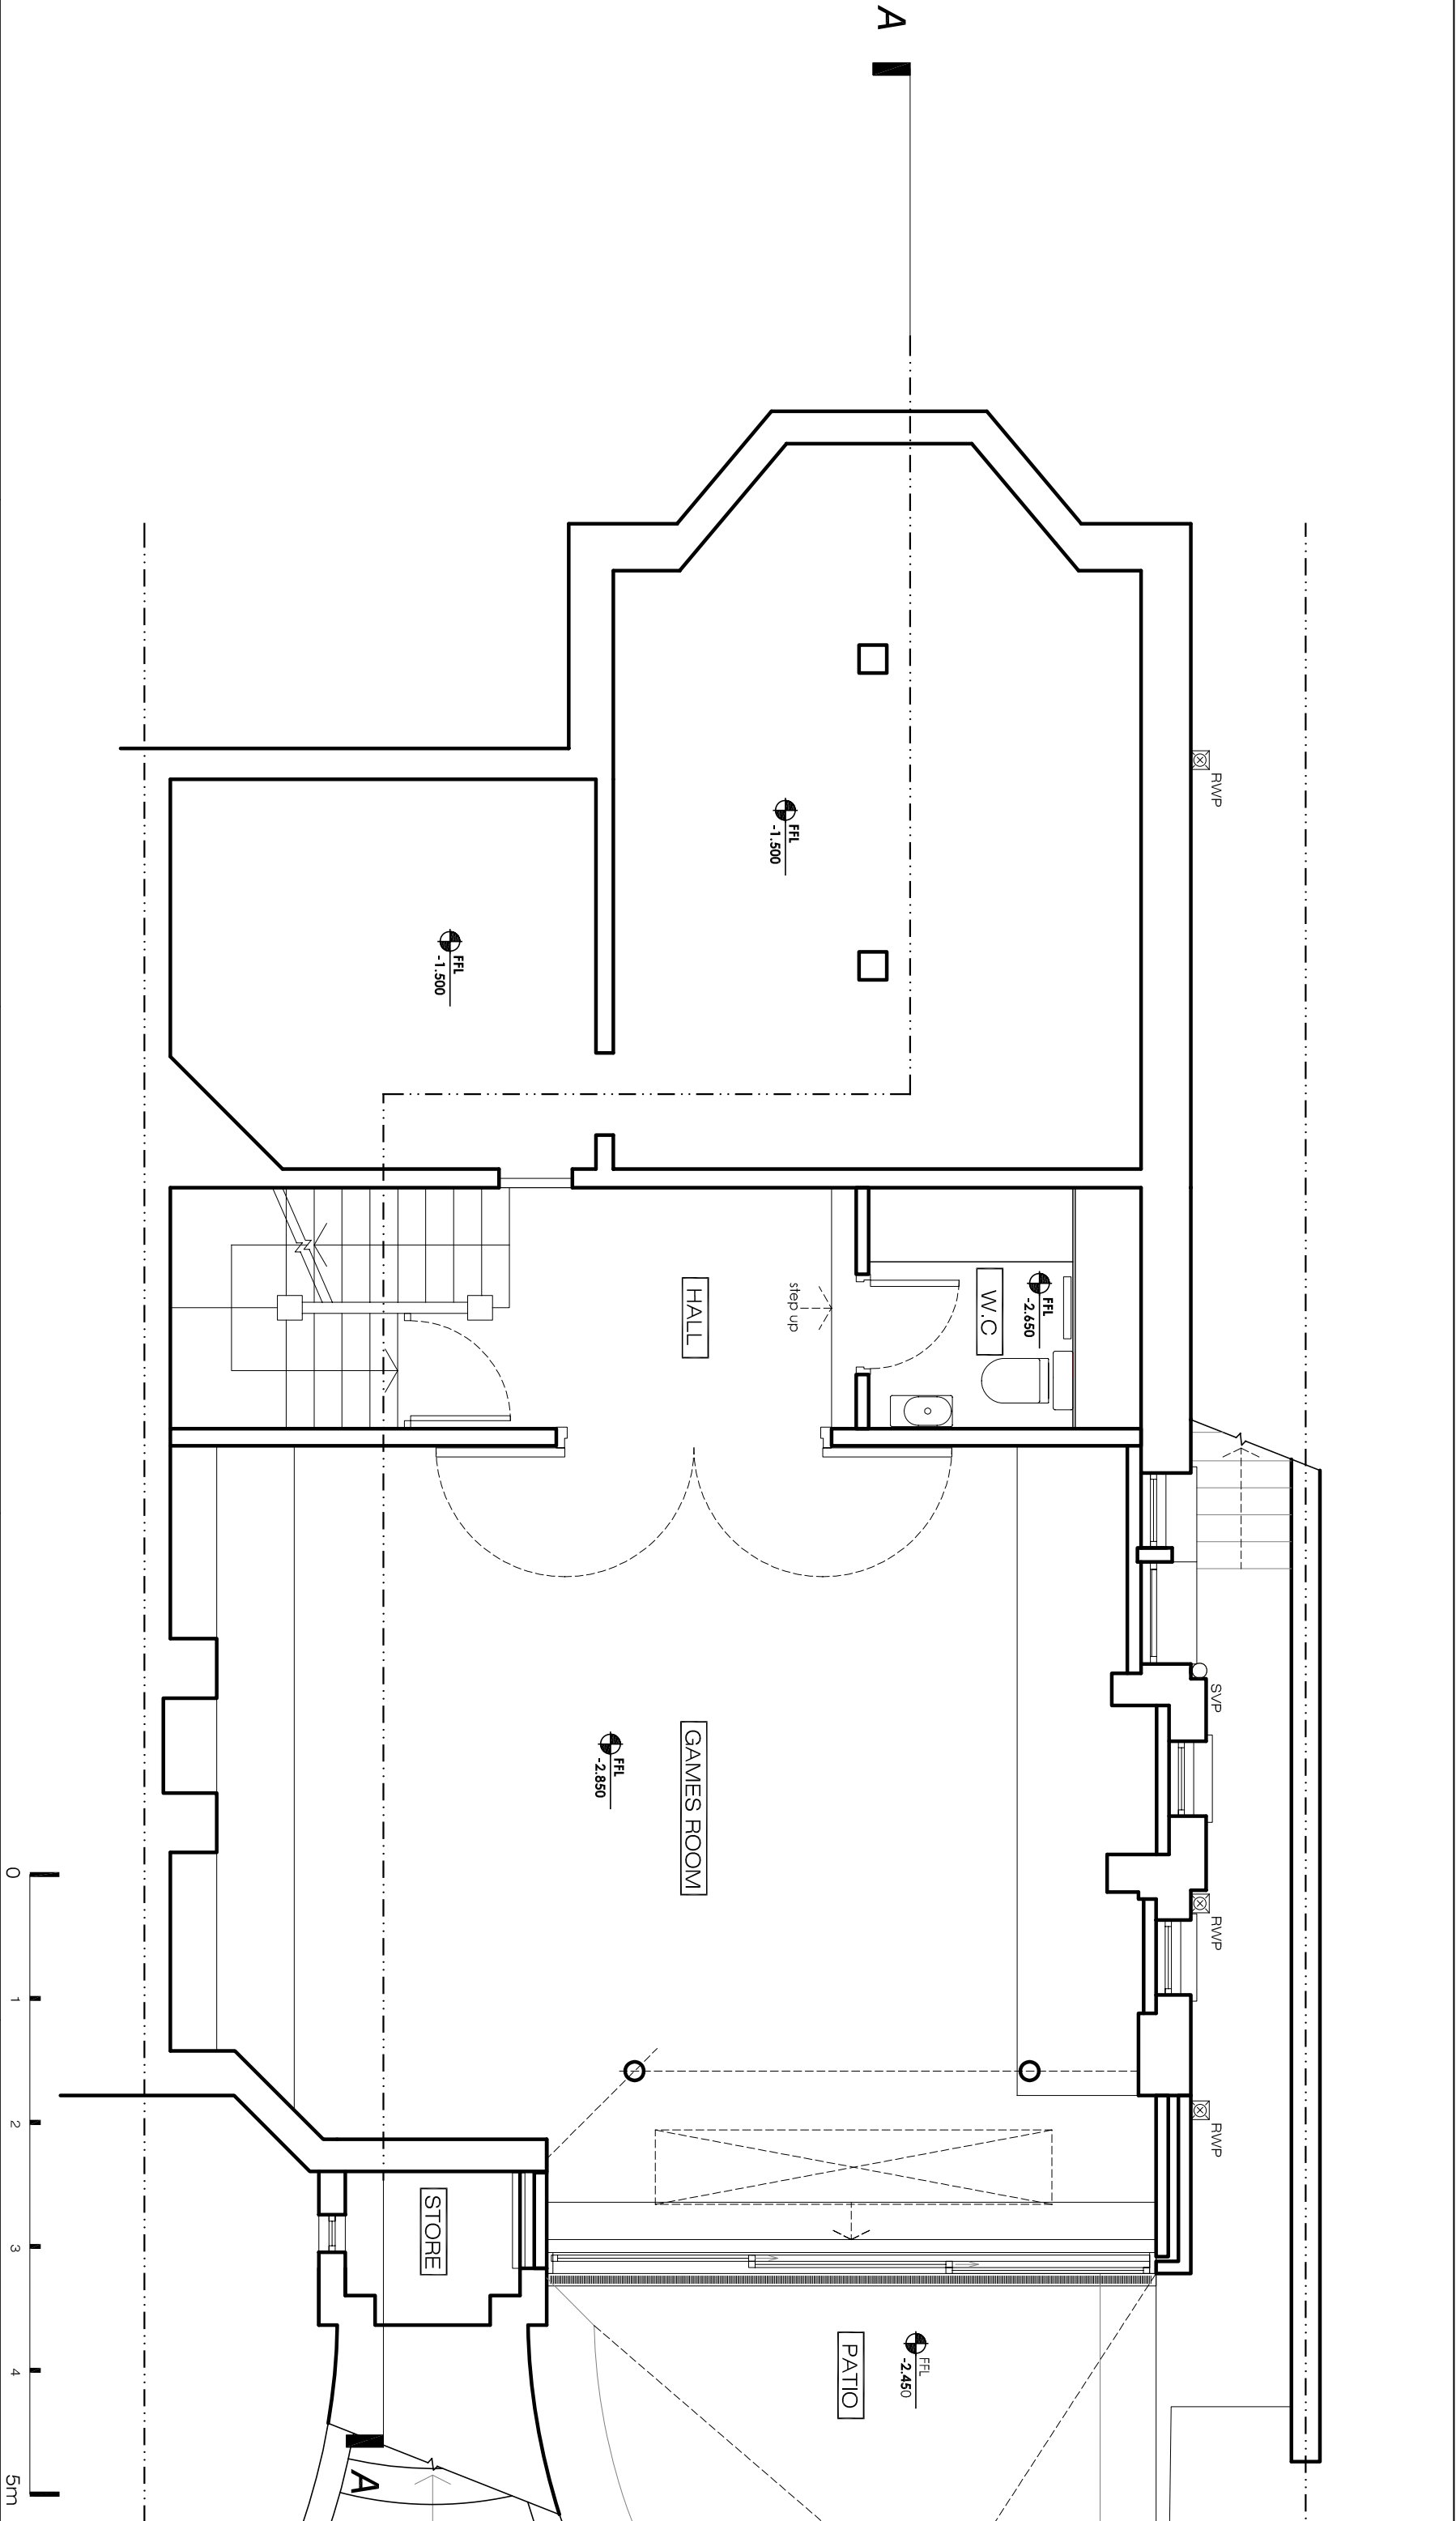 A
RWP
FFL
-1.500
FFL
-1.500
FFL
-2.650
W.C
HALL
step up
SVP
FFL
-2.850
GAMES ROOM
RWP
RWP
STORE
FFL
-2.450
PATIO
A
0
1
2
3
4
5m